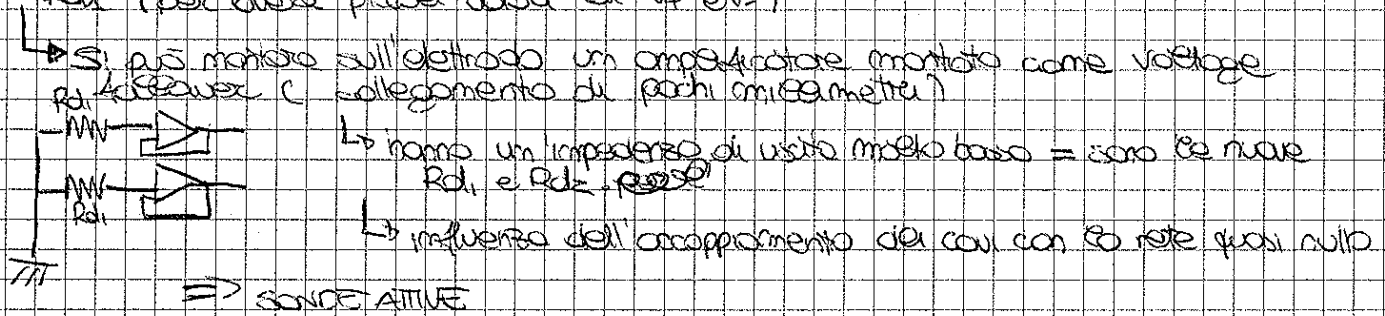 Si può montare sull'elettrodo un amplificatore montato come voltage
follower ( collegamento di pochi millimetri)
Rd1
hanno un'impedenza di uscita molto bassa = sono le nuove
Rd1 e Rd2
Rd1
influenza dell'accoppiamento dei cavi con la rete quasi nulla
=> SONDE ATTIVE